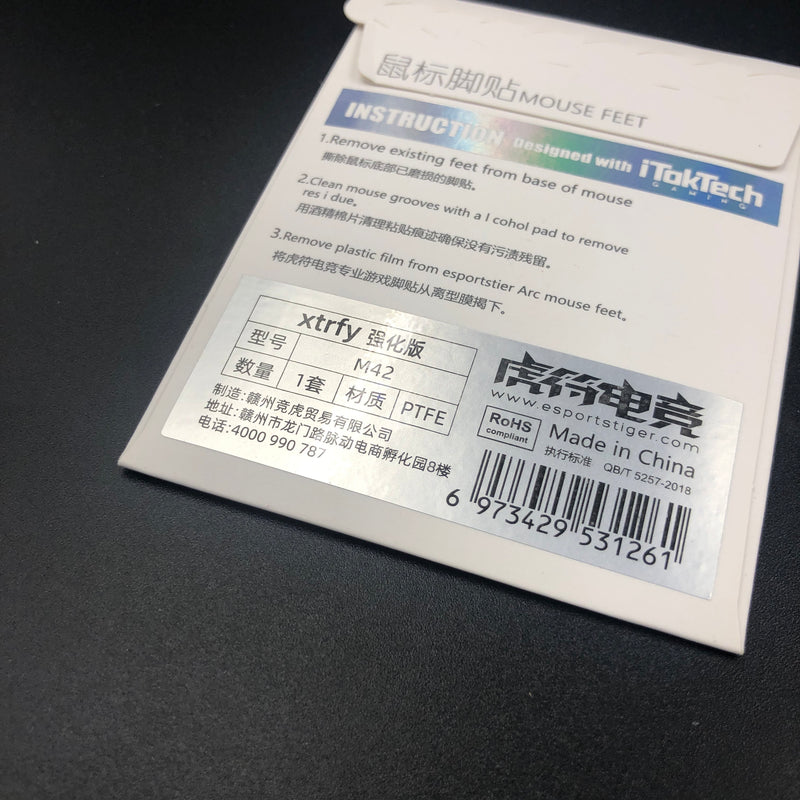 鼠标脚贴MOUSE FEET
INSTRUCTION Designed with iTakTech
GAMING
1.Remove existing feet from base of mouse
撕除鼠标底部已磨损的脚贴。
2.Clean mouse grooves with a l cohol pad to remove
res i due.
用酒精棉片清理粘贴痕迹确保没有污渍残留。
3.Remove plastic film from esportstier Arc mouse feet.
将虎符电竞专业游戏脚贴从离型膜揭下。
xtrfy 强化版
型号 M42
数量 1套 材质 PTFE
制造:赣州竞虎贸易有限公司
地址:赣州市龙门路脉动电商孵化园8楼
电话:4000 990 787
虎符电竞
www.esportstiger.com
RoHS
compliant
Made in China
执行标准 QB/T 5257-2018
6 973429 531261